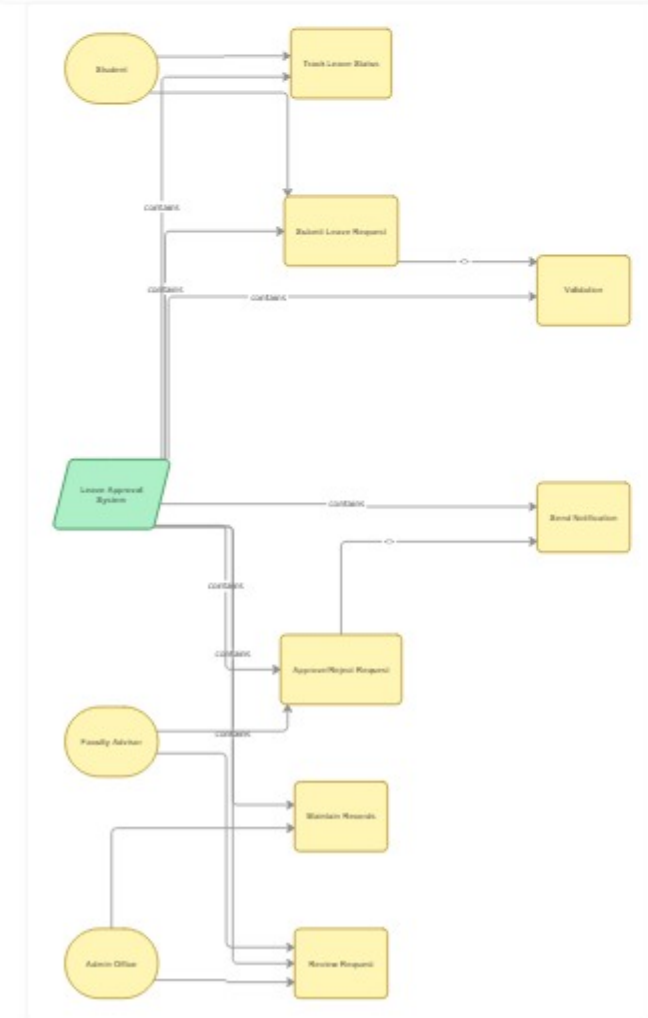 Student
Track Leave Status
contains
Submit Leave Request
<>
contains
contains
Validation
Leave Approval
System
contains
Send Notification
<>
contains
contains
Approve/Reject Request
contains
Faculty Advisor
Maintain Records
Admin Office
Review Request